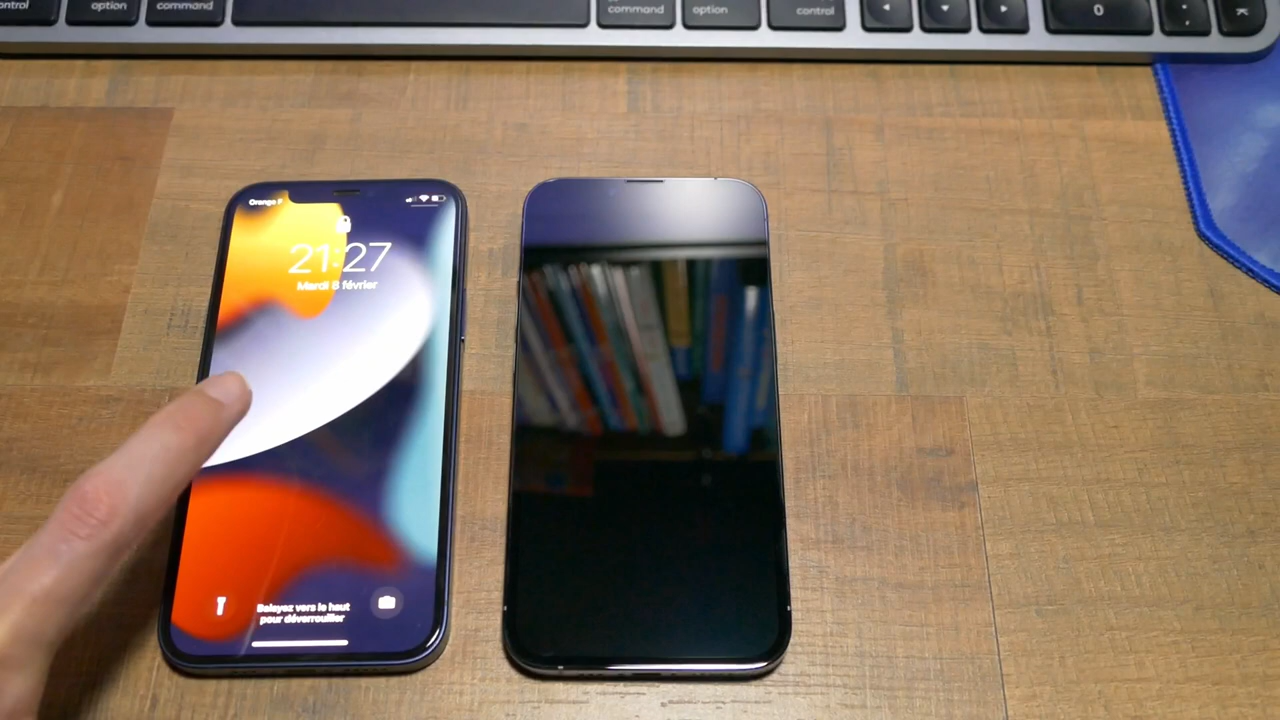 control
option
command
command
option
control
0
Orange F
21:27
Mardi 8 février
Balayez vers le haut
pour déverrouiller